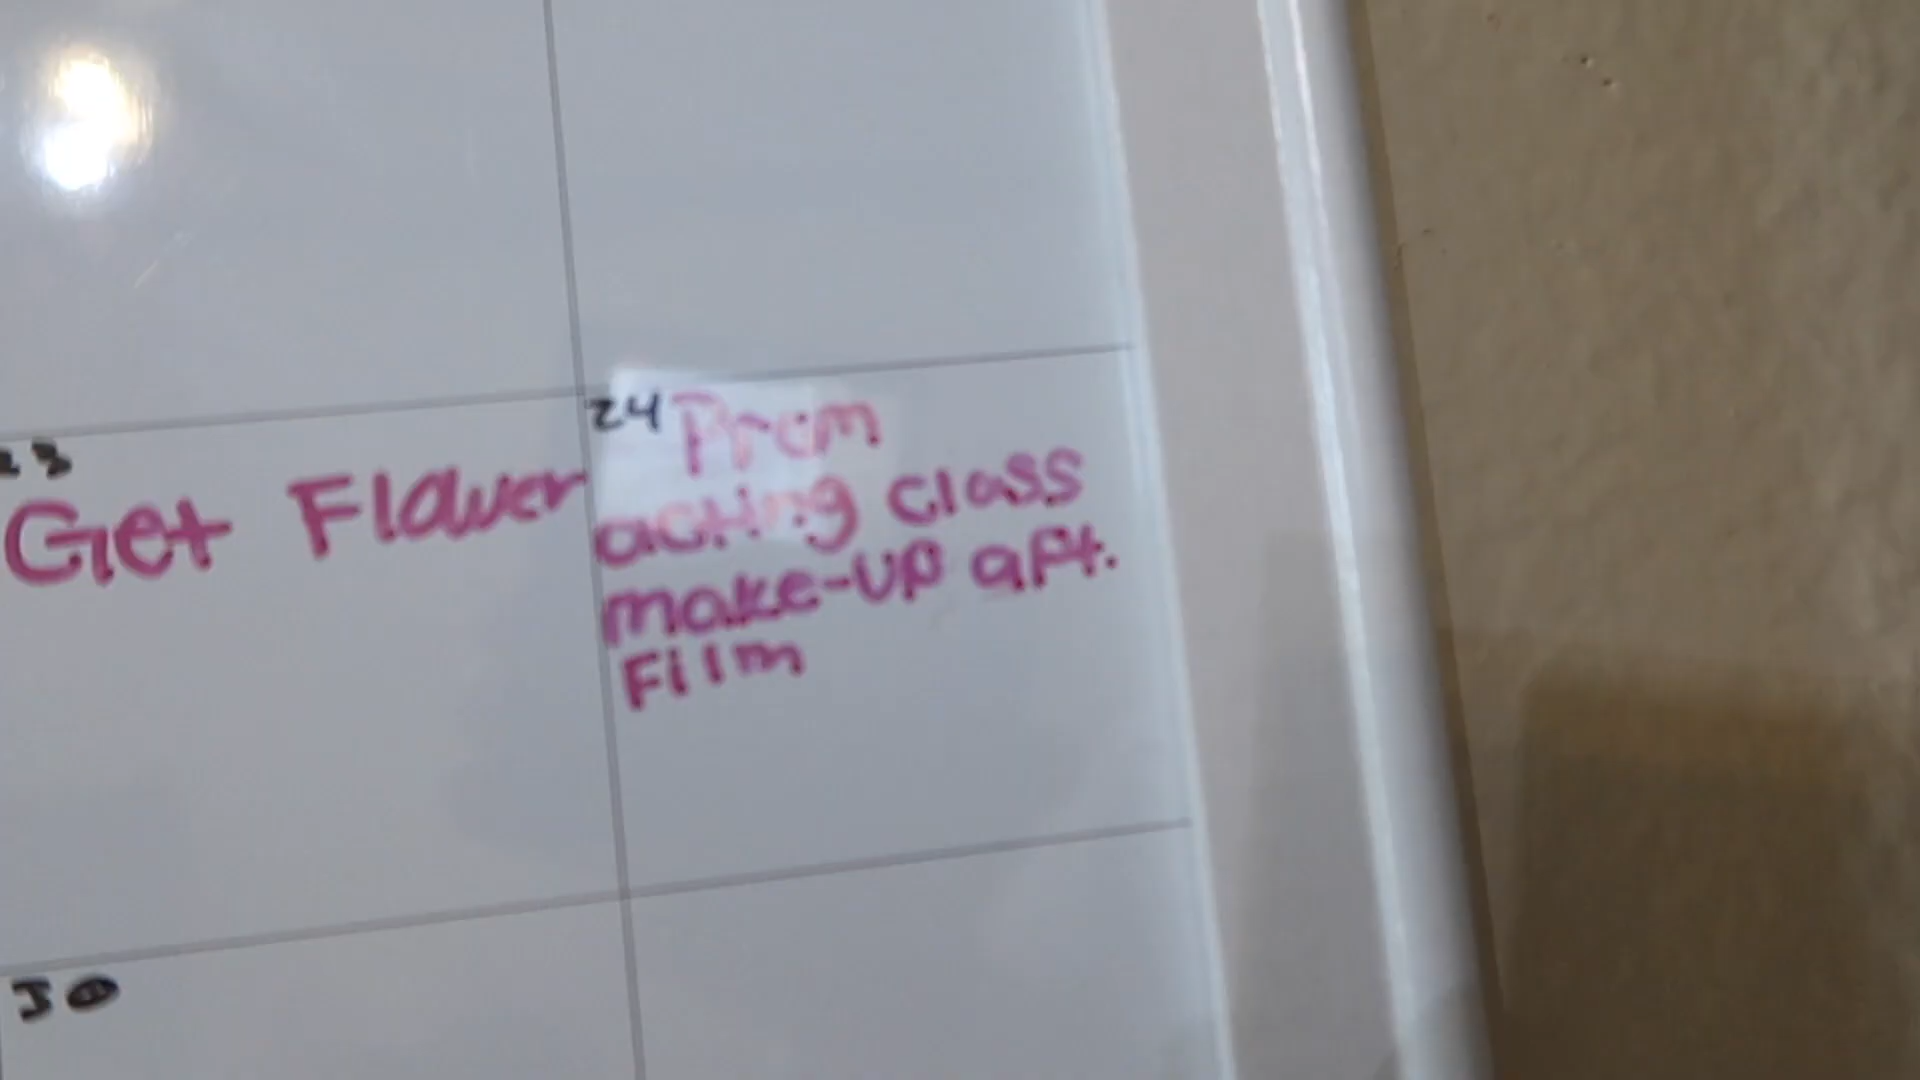 23
Get Flower
24 Prom
acting class
make-up apt.
Film
30